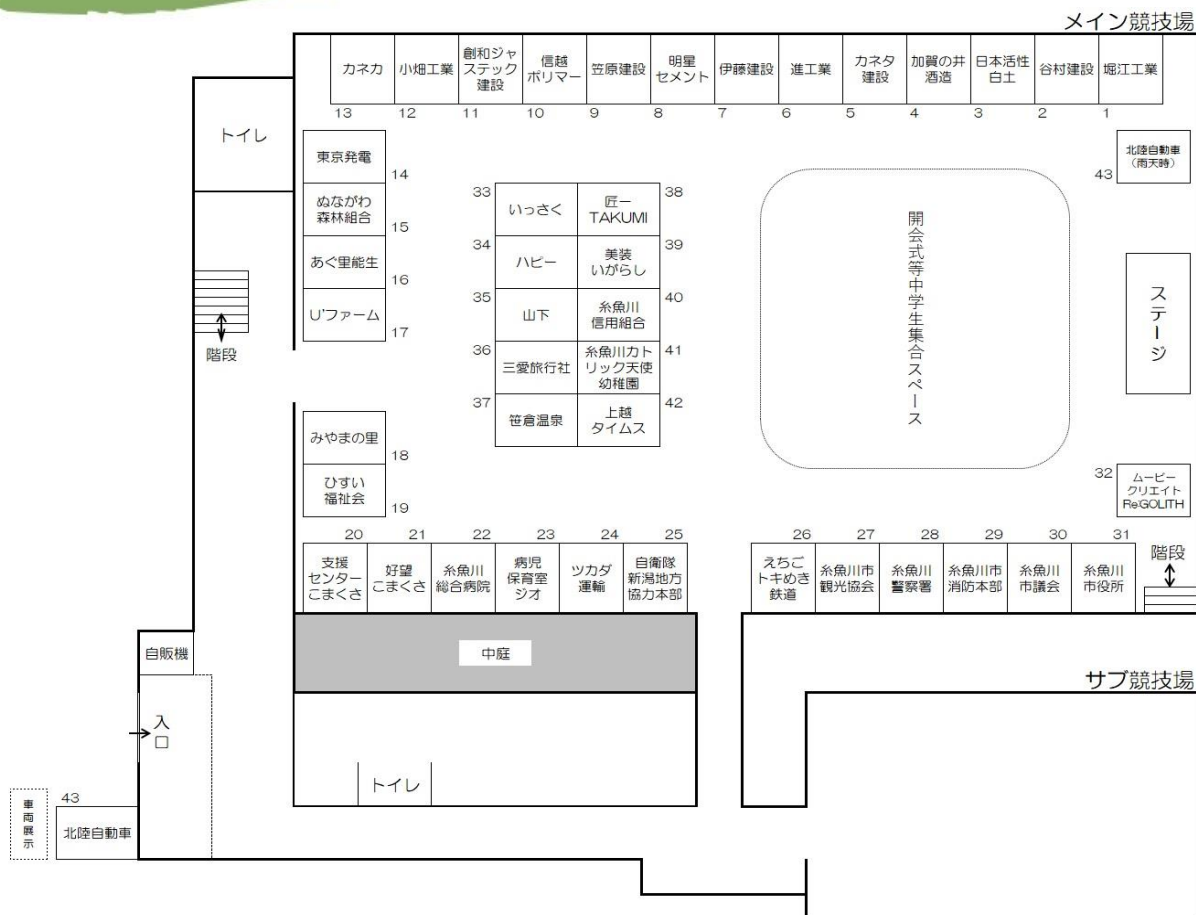 メイン競技場
カネカ
小畑工業
創和ジャ
ステック
建設
信越
ポリマー
笠原建設
明星
セメント
伊藤建設
進工業
カネタ
建設
加賀の井
酒造
日本活性
白土
谷村建設
堀江工業
13
12
11
10
9
8
7
6
5
4
3
2
1
トイレ
東京発電
14
ぬながわ
森林組合
15
あぐ里能生
16
U'ファーム
17
階段
33
いっさく
匠一
TAKUMI
38
34
ハピー
美装
いがらし
39
35
山下
糸魚川
信用組合
40
36
三愛旅行社
糸魚川カト
リック天使
幼稚園
41
37
笹倉温泉
上越
タイムス
42
開会式等中学生集合スペース
北陸自動車
(雨天時)
43
ステージ
みやまの里
18
ひすい
福祉会
19
32
ムービー
クリエイト
Re:GOLITH
20
21
22
23
24
25
26
27
28
29
30
31
支援
センター
こまくさ
好望
こまくさ
糸魚川
総合病院
病児
保育室
ジオ
ツカダ
運輸
自衛隊
新潟地方
協力本部
えちご
トキめき
鉄道
糸魚川市
観光協会
糸魚川
警察署
糸魚川市
消防本部
糸魚川
市議会
糸魚川
市役所
階段
中庭
自販機
サブ競技場
入口
トイレ
車両展示
43
北陸自動車